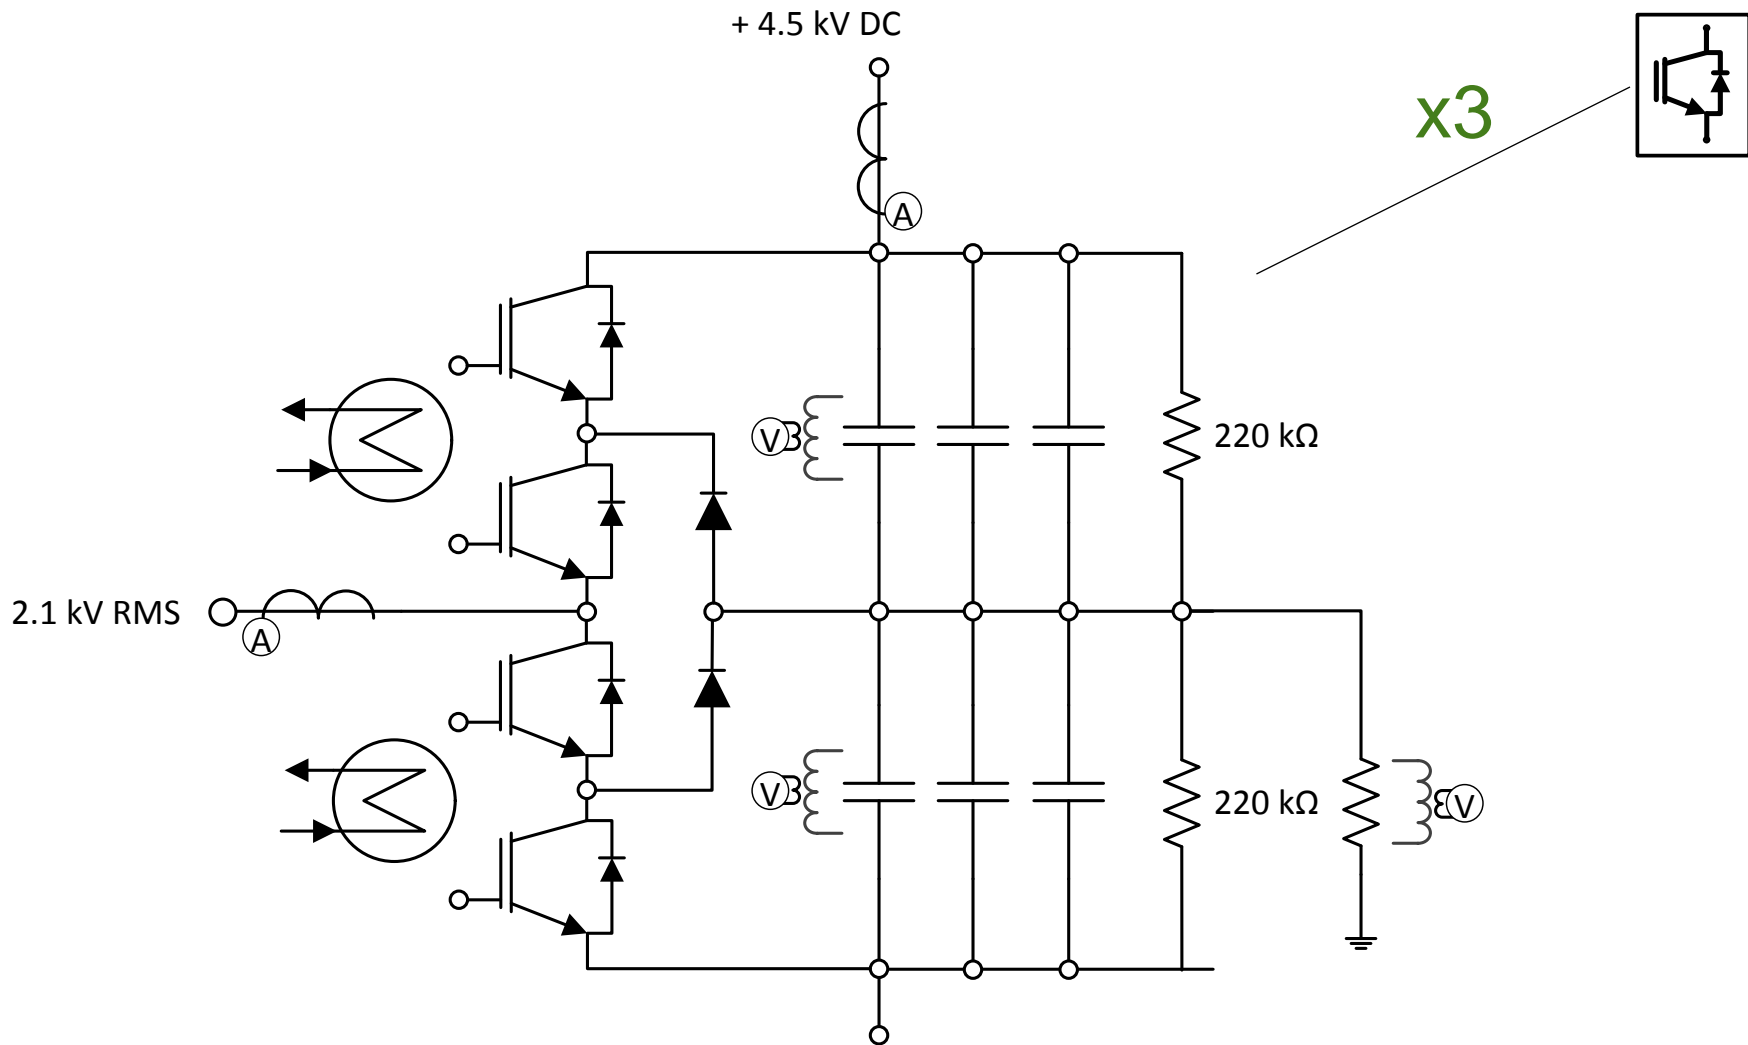 + 4.5 kV DC
x3
A
V
220 kΩ
2.1 kV RMS
A
V
220 kΩ
V